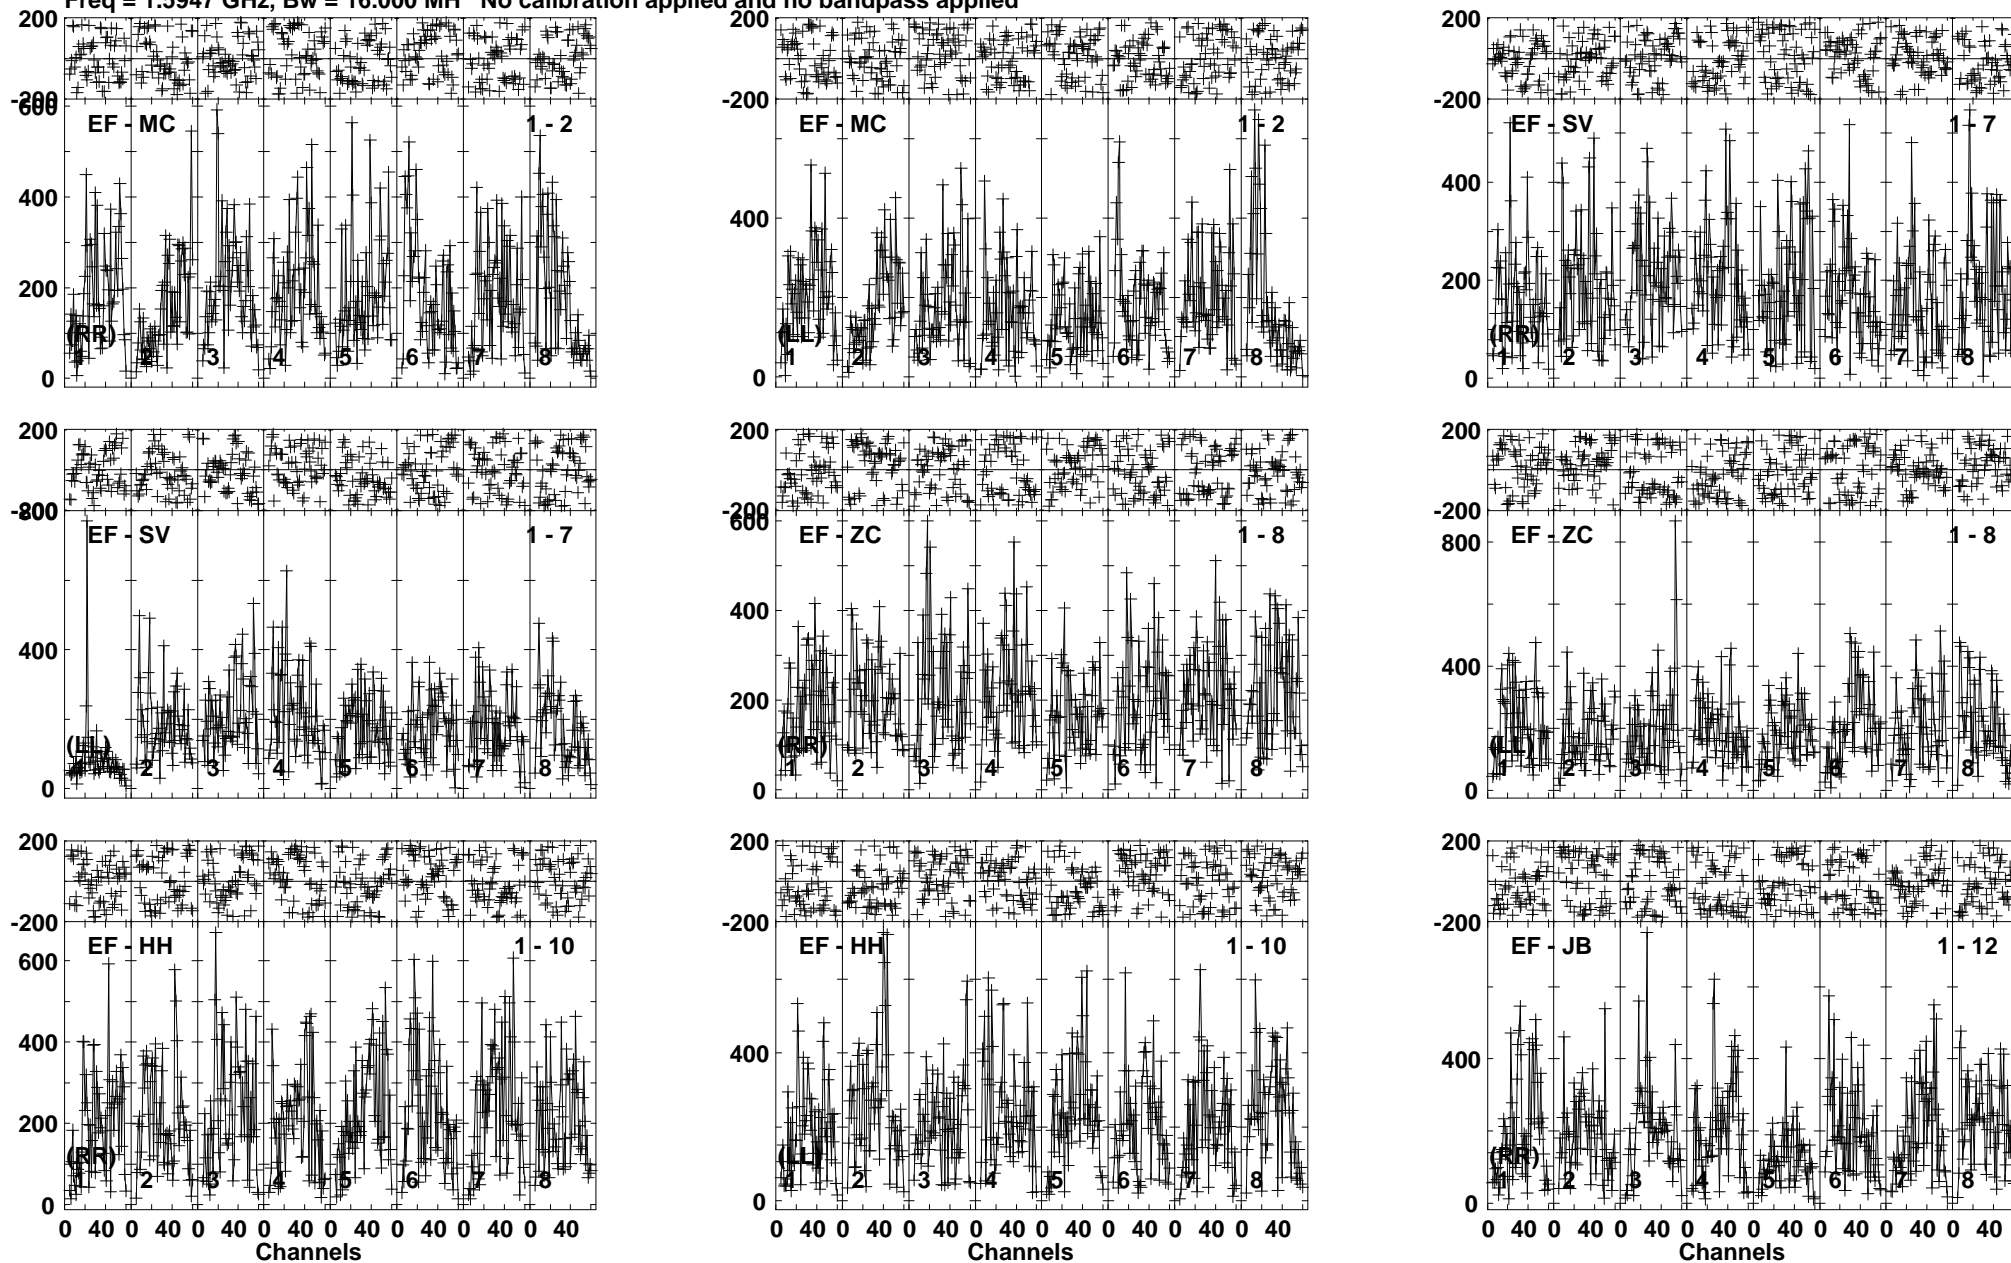 Freq = 1.5947 GHz, Bw = 16.000 MH No calibration applied and no bandpass applied
200 200 200
-200 -200 -200
600
EF - MC 1 - 2 EF - MC 1 - 2 EF - SV 1 - 7
400 400 400
200 200
(RR) (LL) (RR)
1 2 3 4 5 6 7 8 1 2 3 4 5 6 7 8 1 2 3 4 5 6 7 8
0 0 0
200 200 200
-200 -200 -200
800 600
EF - SV 1 - 7 EF - ZC 1 - 8 EF - ZC 1 - 8
800
400 400 400
200
(LL) (RR) (LL)
1 2 3 4 5 6 7 8 1 2 3 4 5 6 7 8 1 2 3 4 5 6 7 8
0 0 0
200 200 200
-200 -200 -200
EF - HH 1 - 10 EF - HH 1 - 10 EF - JB 1 - 12
600
400 400 400
200
(RR) (LL) (RR)
1 2 3 4 5 6 7 8 1 2 3 4 5 6 7 8 1 2 3 4 5 6 7 8
0 0 0
0 40 0 40 0 40 0 40 0 40 0 40 0 40 0 40 0 40 0 40 0 40 0 40 0 40 0 40 0 40 0 40 0 40 0 40 0 40 0 40 0 40 0 40 0 40 0 40
Channels Channels Channels